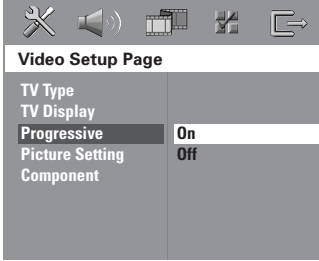 Video Setup Page
TV Type
TV Display
Progressive On
Picture Setting Off
Component